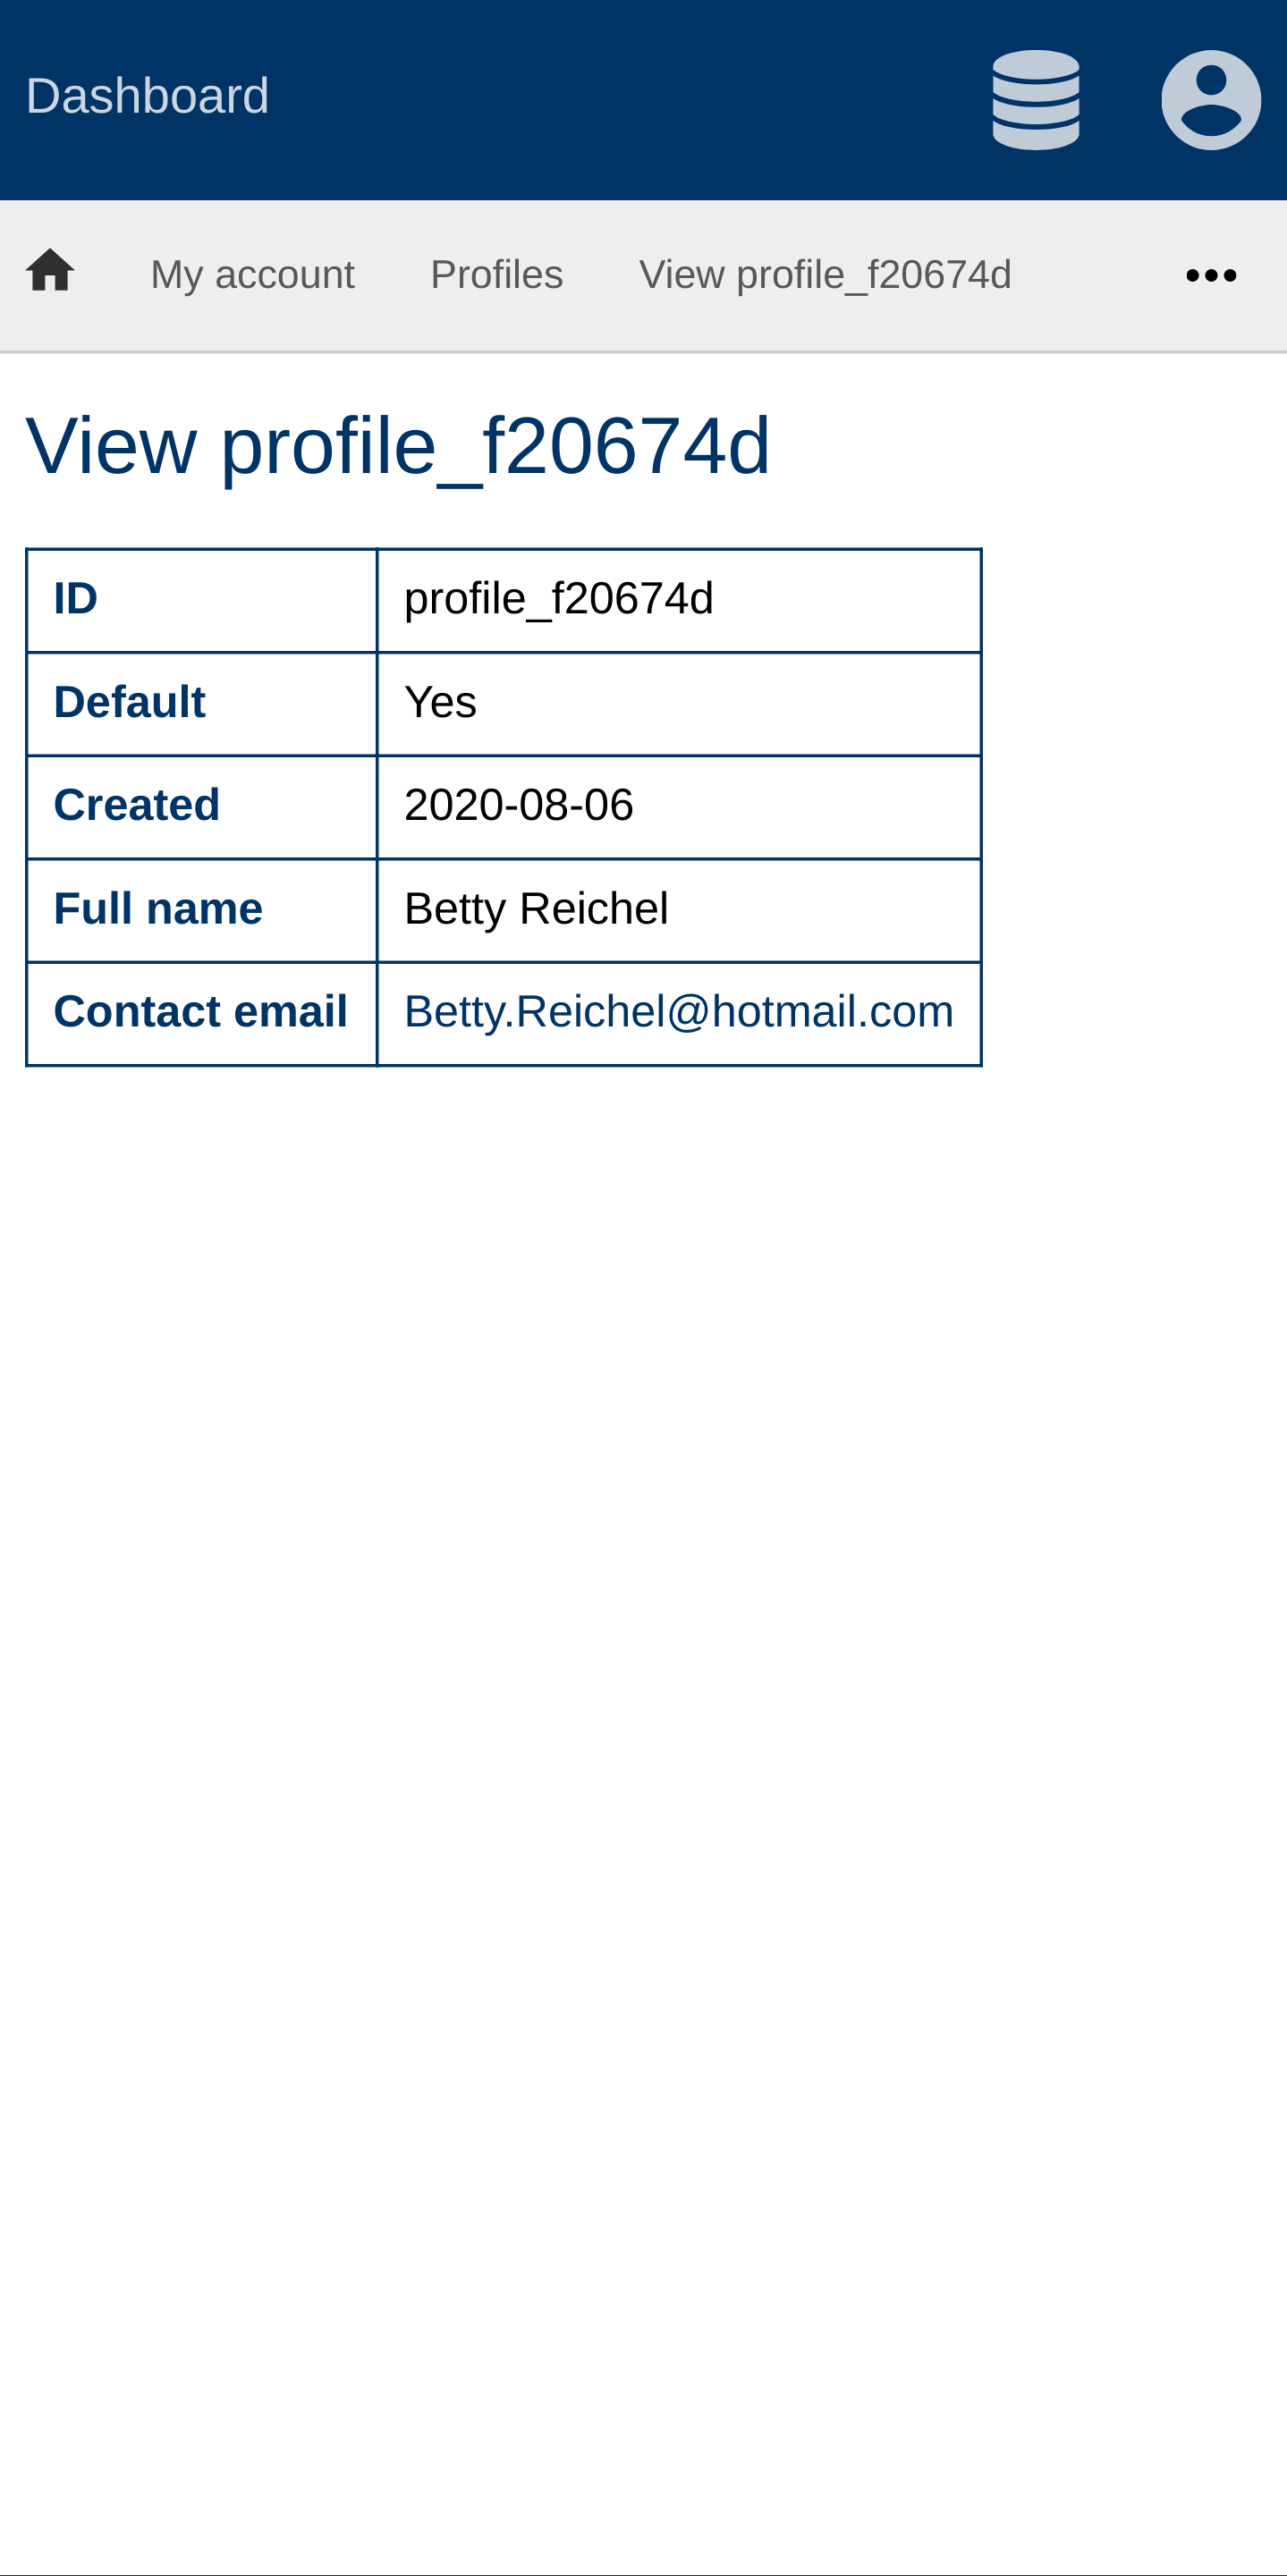 Dashboard
My account Profiles View profile_f20674d
View profile_f20674d
ID profile_f20674d
Default Yes
Created 2020-08-06
Full name Betty Reichel
Contact email Betty.Reichel@hotmail.com